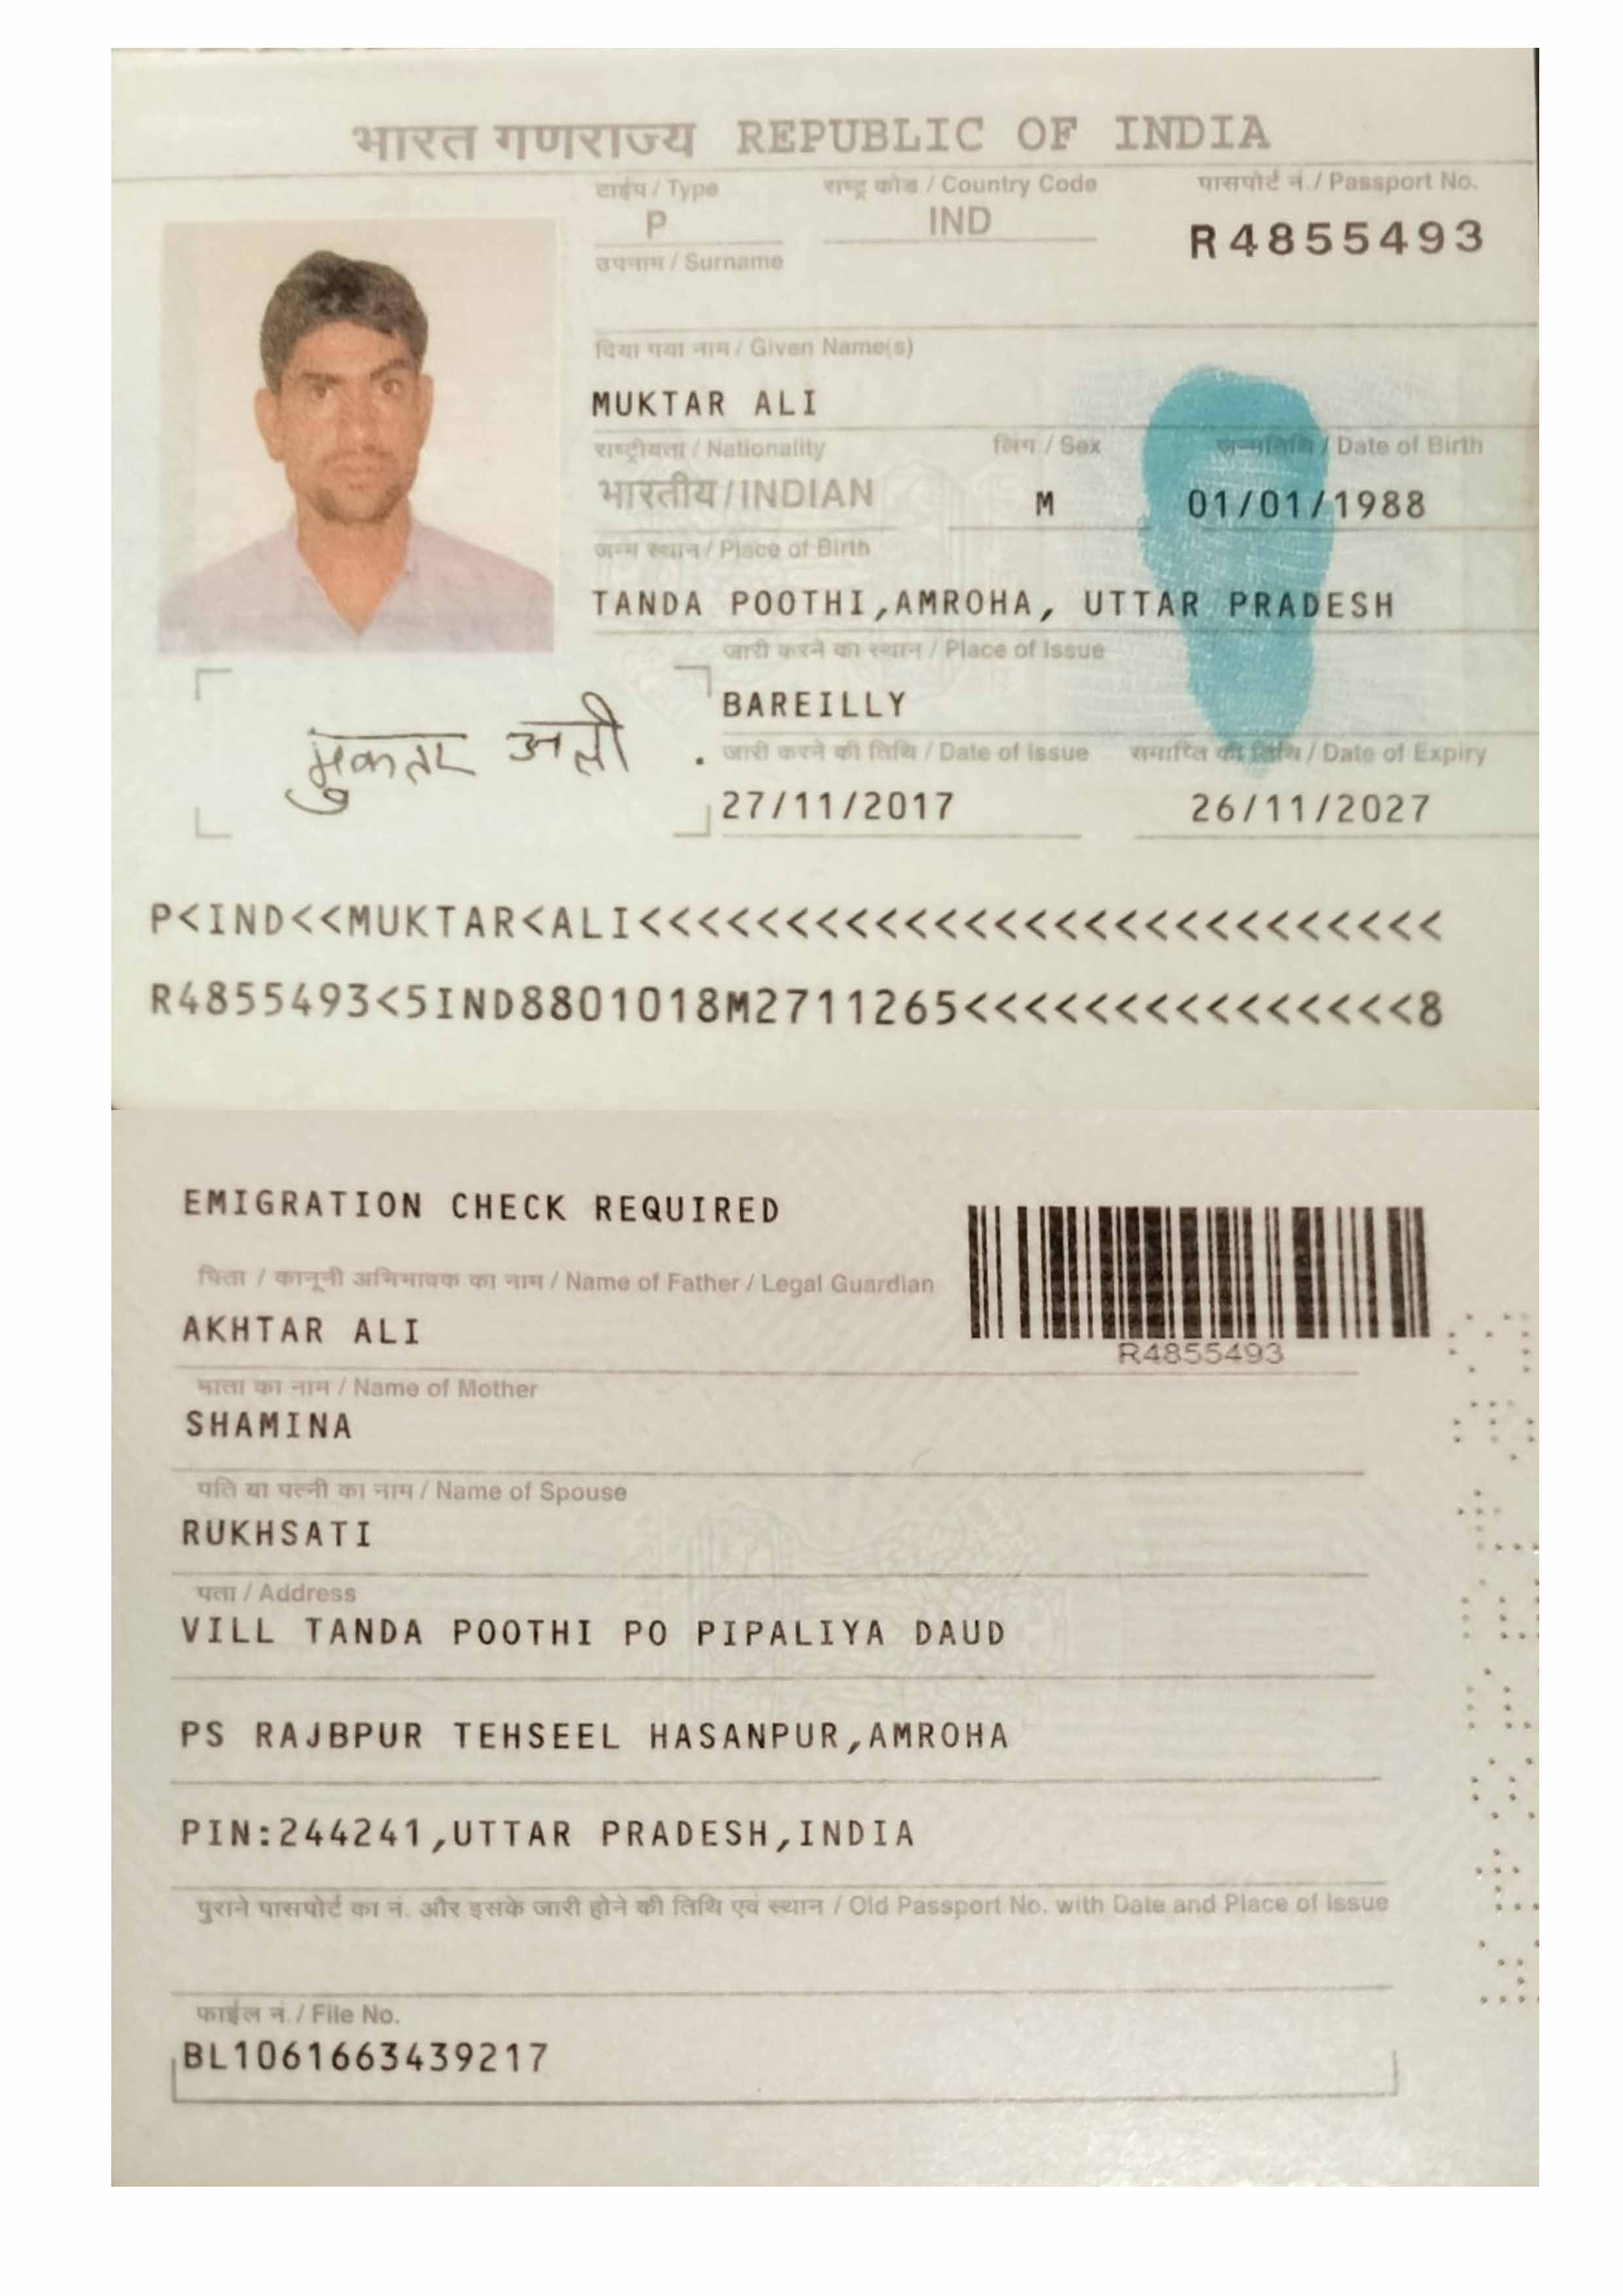 भारत गणराज्य REPUBLIC OF INDIA
टाईप / Type
राष्ट्र कोड / Country Code
पासपोर्ट नं. / Passport No.
P
IND
R4855493
उपनाम / Surname
दिया गया नाम / Given Name(s)
MUKTAR ALI
राष्ट्रीयता / Nationality
लिंग / Sex
जन्मतिथि / Date of Birth
भारतीय / INDIAN
M
01/01/1988
जन्म स्थान / Place of Birth
TANDA POOTHI,AMROHA, UTTAR PRADESH
जारी करने का स्थान / Place of Issue
BAREILLY
मुकतार अली
जारी करने की तिथि / Date of Issue
समाप्ति की तिथि / Date of Expiry
27/11/2017
26/11/2027
P<IND<<MUKTAR<ALI<<<<<<<<<<<<<<<<<<<<<<<<<<<
R4855493<5IND8801018M2711265<<<<<<<<<<<<<<<8
EMIGRATION CHECK REQUIRED
पिता / कानूनी अभिभावक का नाम / Name of Father / Legal Guardian
AKHTAR ALI
R4855493
माता का नाम / Name of Mother
SHAMINA
पति या पत्नी का नाम / Name of Spouse
RUKHSATI
पता / Address
VILL TANDA POOTHI PO PIPALIYA DAUD
PS RAJBPUR TEHSEEL HASANPUR,AMROHA
PIN:244241,UTTAR PRADESH,INDIA
पुराने पासपोर्ट का नं. और इसके जारी होने की तिथि एवं स्थान / Old Passport No. with Date and Place of Issue
फाईल नं. / File No.
BL1061663439217